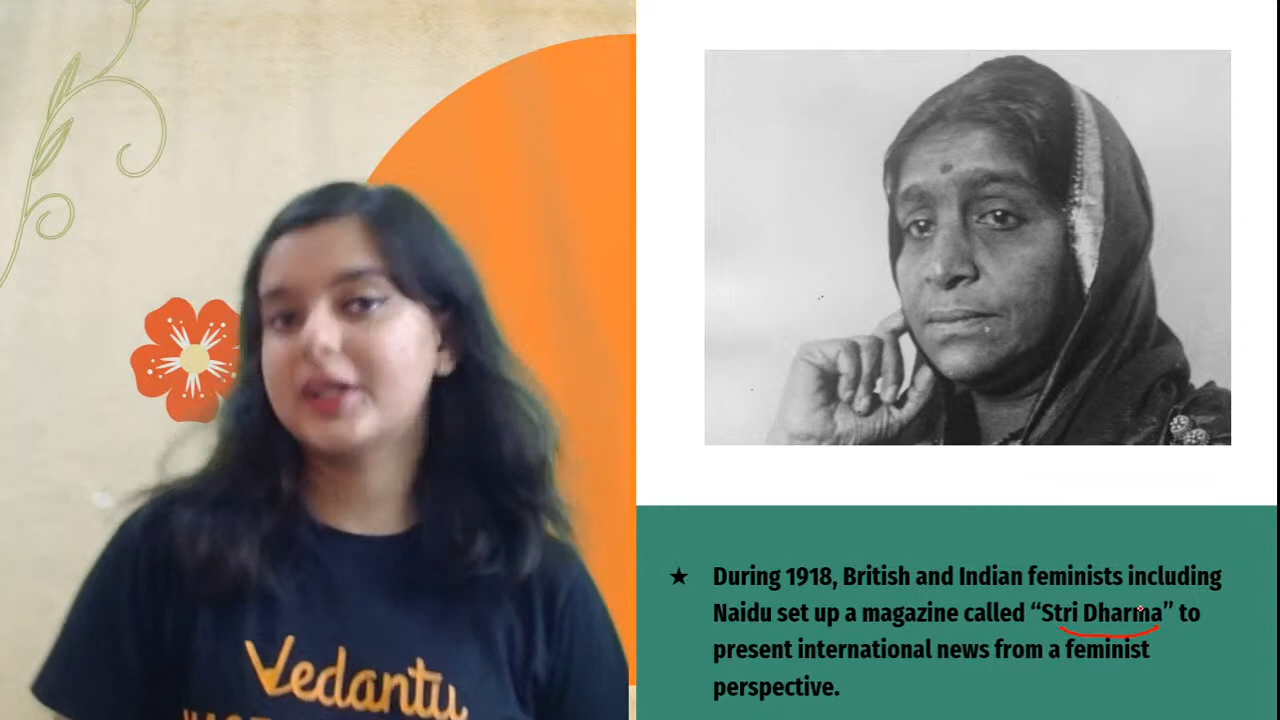 Vedantu
★ During 1918, British and Indian feminists including
Naidu set up a magazine called “Stri Dharma” to
present international news from a feminist
perspective.